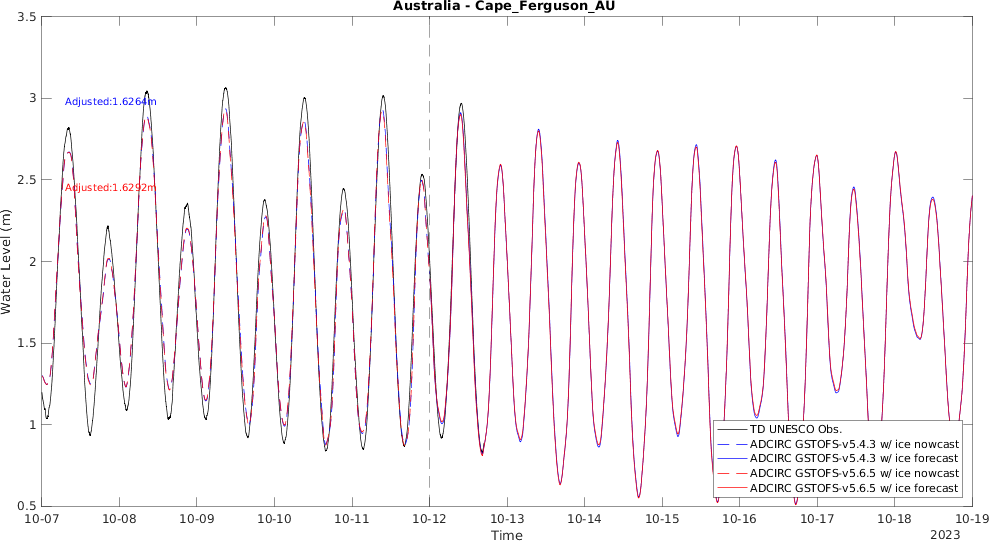 Australia - Cape_Ferguson_AU
3.5
3
2.5
2
1.5
1
0.5
Water Level (m)
Adjusted:1.6264m
Adjusted:1.6292m
TD UNESCO Obs.
ADCIRC GSTOFS-v5.4.3 w/ ice nowcast
ADCIRC GSTOFS-v5.4.3 w/ ice forecast
ADCIRC GSTOFS-v5.6.5 w/ ice nowcast
ADCIRC GSTOFS-v5.6.5 w/ ice forecast
10-07 10-08 10-09 10-10 10-11 10-12 10-13 10-14 10-15 10-16 10-17 10-18 10-19
Time
2023